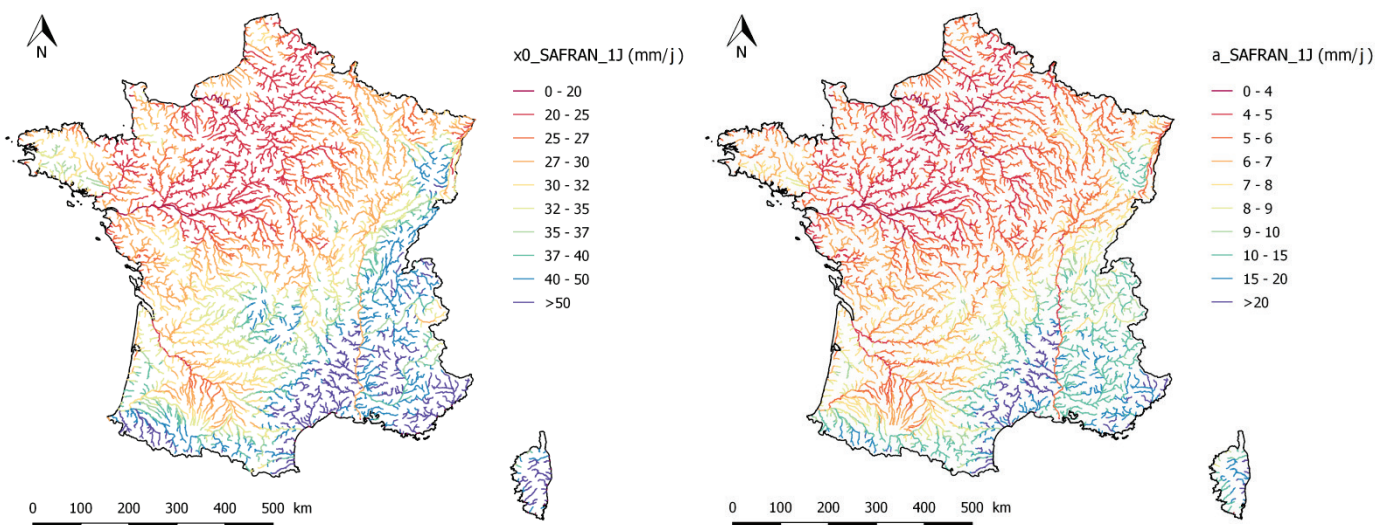 N
x0_SAFRAN_1J (mm/j)
0 - 20
20 - 25
25 - 27
27 - 30
30 - 32
32 - 35
35 - 37
37 - 40
40 - 50
>50
0 100 200 300 400 500 km
N
a_SAFRAN_1J (mm/j)
0 - 4
4 - 5
5 - 6
6 - 7
7 - 8
8 - 9
9 - 10
10 - 15
15 - 20
>20
0 100 200 300 400 500 km